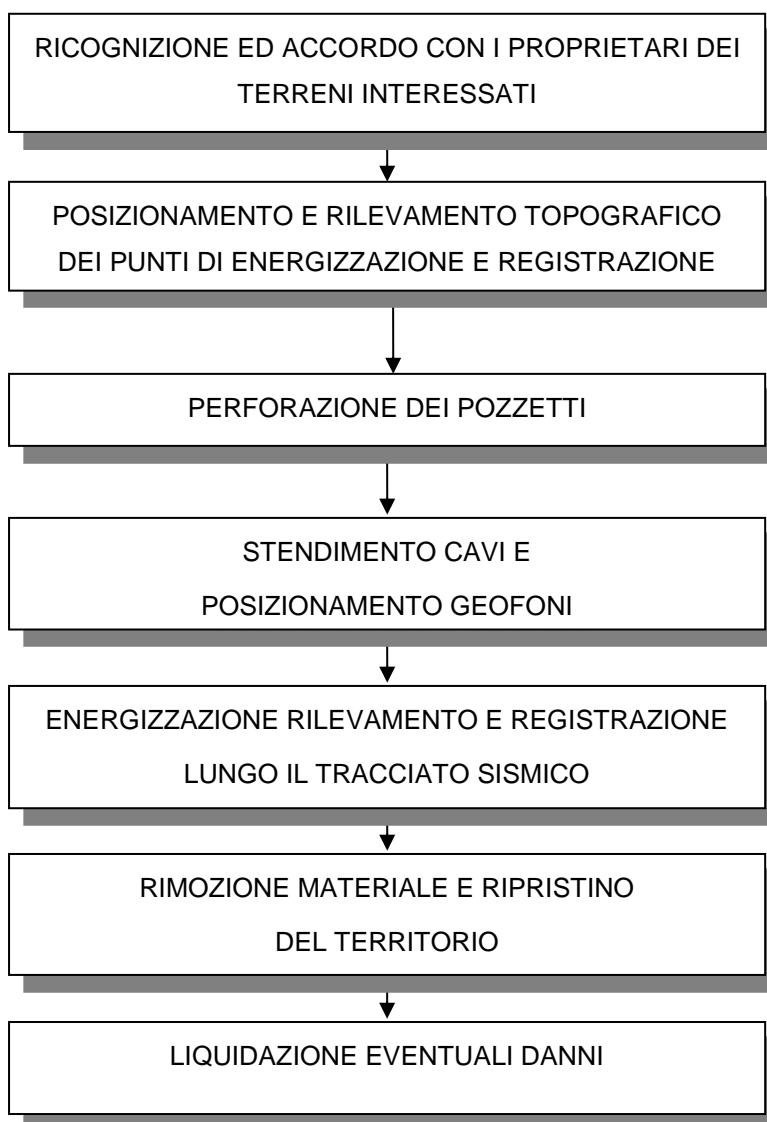 RICOGNIZIONE ED ACCORDO CON I PROPRIETARI DEI
TERRENI INTERESSATI
POSIZIONAMENTO E RILEVAMENTO TOPOGRAFICO
DEI PUNTI DI ENERGIZZAZIONE E REGISTRAZIONE
PERFORAZIONE DEI POZZETTI
STENDIMENTO CAVI E
POSIZIONAMENTO GEOFONI
ENERGIZZAZIONE RILEVAMENTO E REGISTRAZIONE
LUNGO IL TRACCIATO SISMICO
RIMOZIONE MATERIALE E RIPRISTINO
DEL TERRITORIO
LIQUIDAZIONE EVENTUALI DANNI